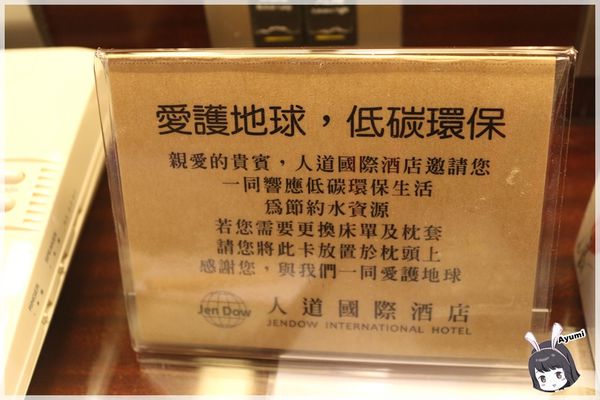 愛護地球，低碳環保
親愛的貴賓，人道國際酒店邀請您
一同響應低碳環保生活
為節約水資源
若您需要更換床單及枕套
請您將此卡放置於枕頭上
感謝您，與我們一同愛護地球
Jen Dow
人道國際酒店
JENDOW INTERNATIONAL HOTEL
Ayumi